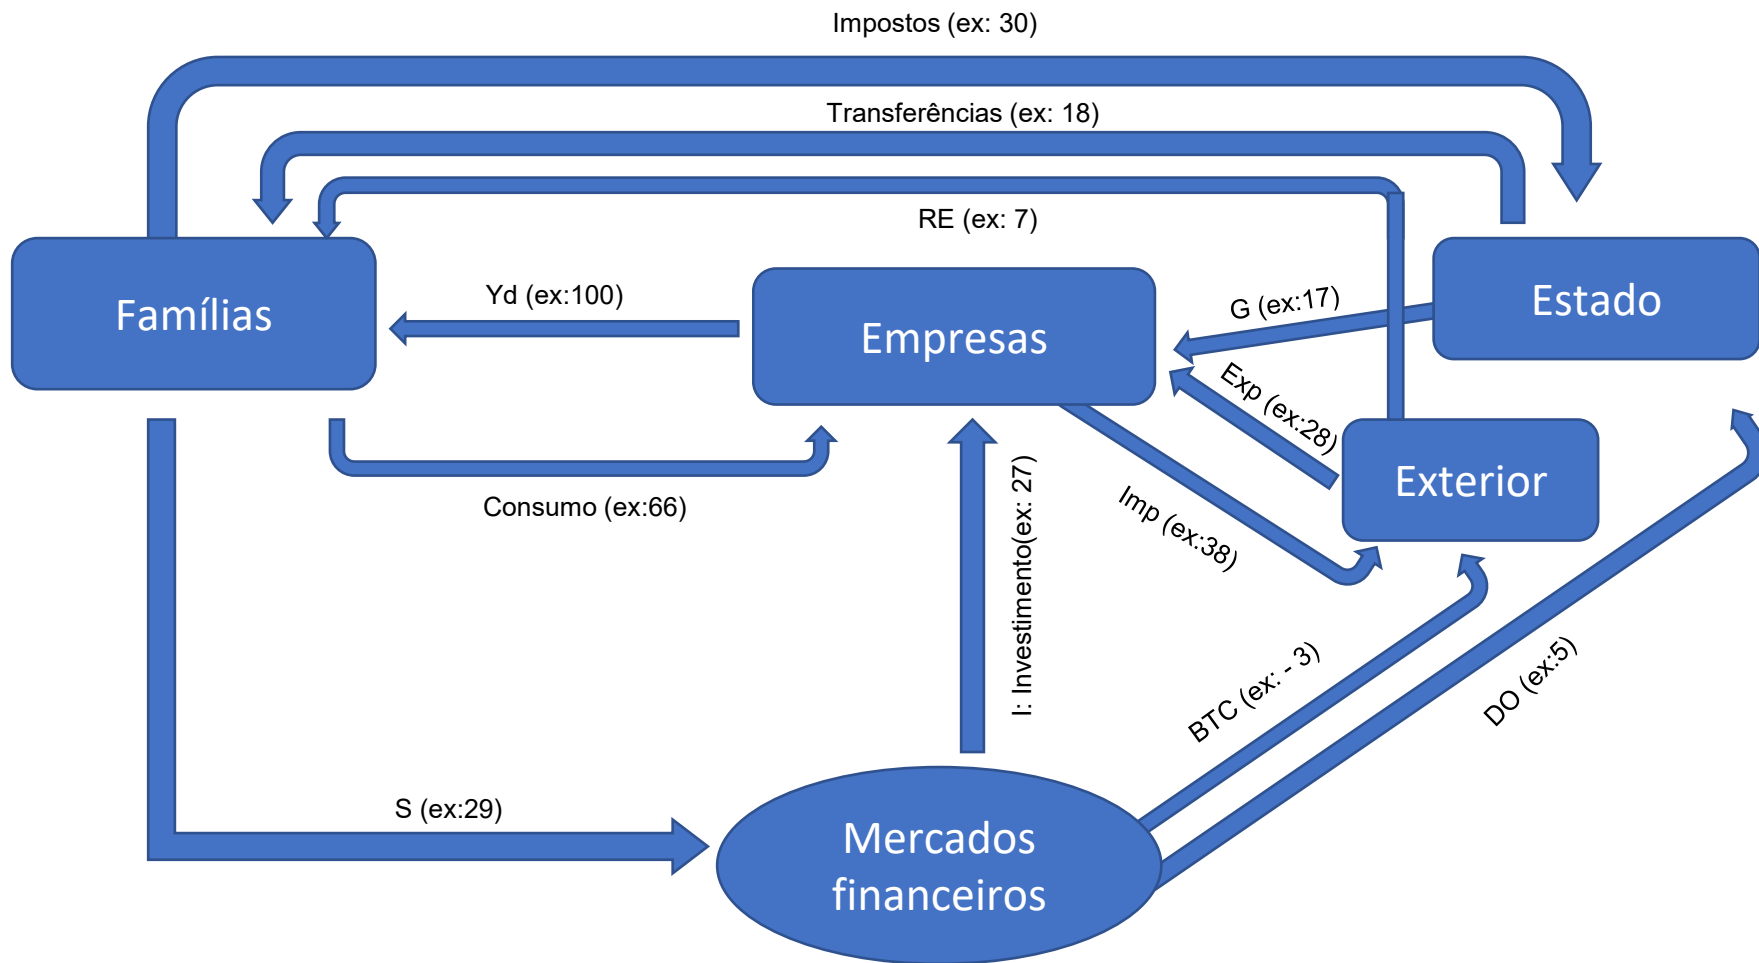 Impostos (ex: 30)
Transferências (ex: 18)
RE (ex: 7)
Famílias
Yd (ex:100)
Empresas
G (ex:17)
Estado
Exp (ex:28)
Exterior
Consumo (ex:66)
I: Investimento(ex: 27)
Imp (ex:38)
BTC (ex: - 3)
DO (ex:5)
S (ex:29)
Mercados
financeiros